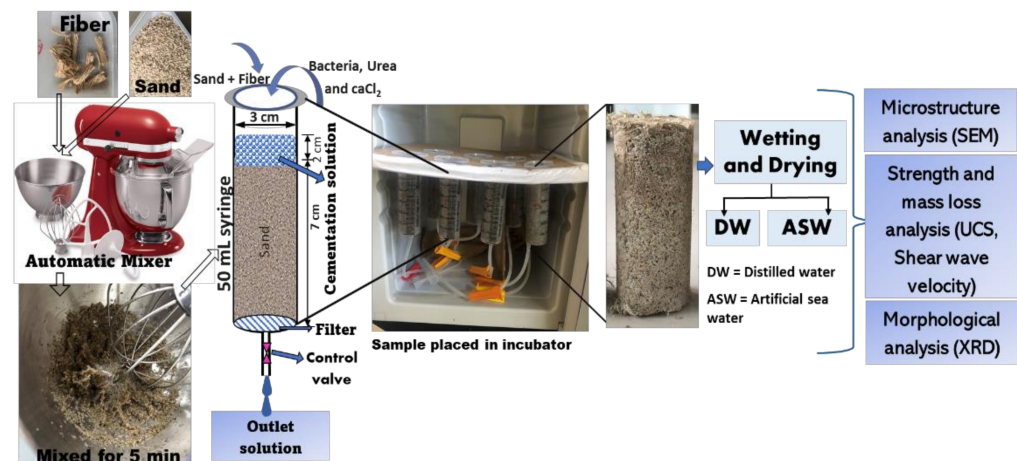 Fiber
Sand
Automatic Mixer
Mixed for 5 min
Sand + Fiber
Bacteria, Urea
and caCl₂
3 cm
2 cm
7 cm
Sand
50 mL syringe
Cementation solution
Filter
Control
valve
Outlet
solution
Sample placed in incubator
Wetting
and Drying
DW
ASW
DW = Distilled water
ASW = Artificial sea
water
Microstructure
analysis (SEM)
Strength and
mass loss
analysis (UCS,
Shear wave
velocity)
Morphological
analysis (XRD)